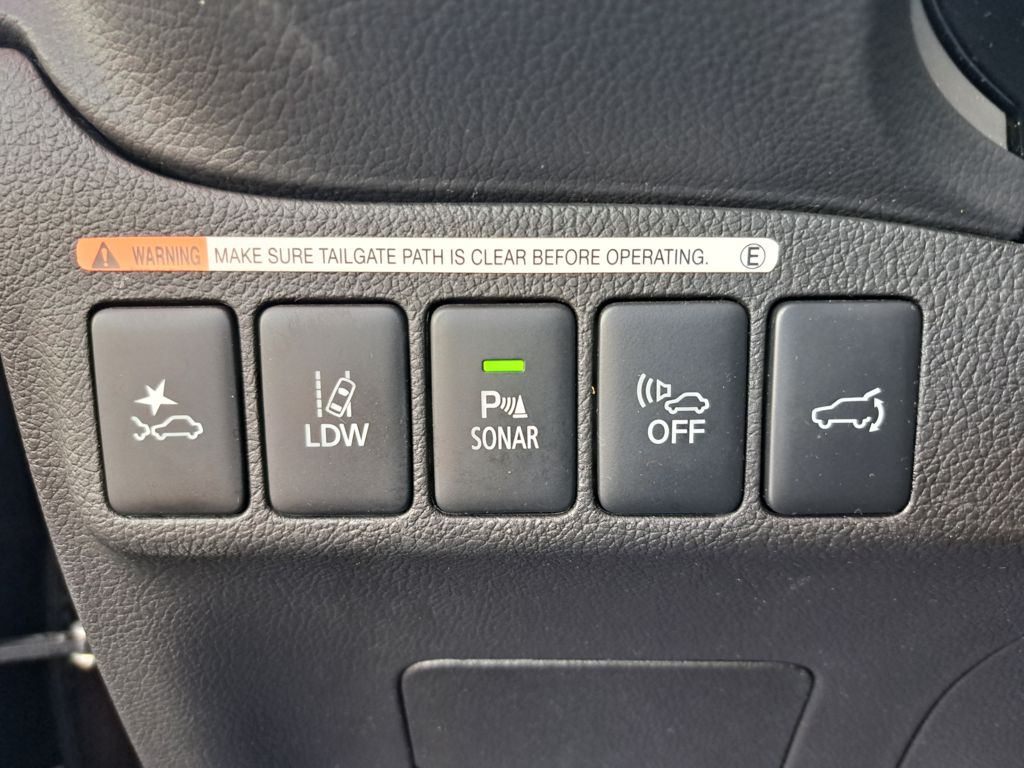 WARNING MAKE SURE TAILGATE PATH IS CLEAR BEFORE OPERATING. E
LDW
P
SONAR
OFF